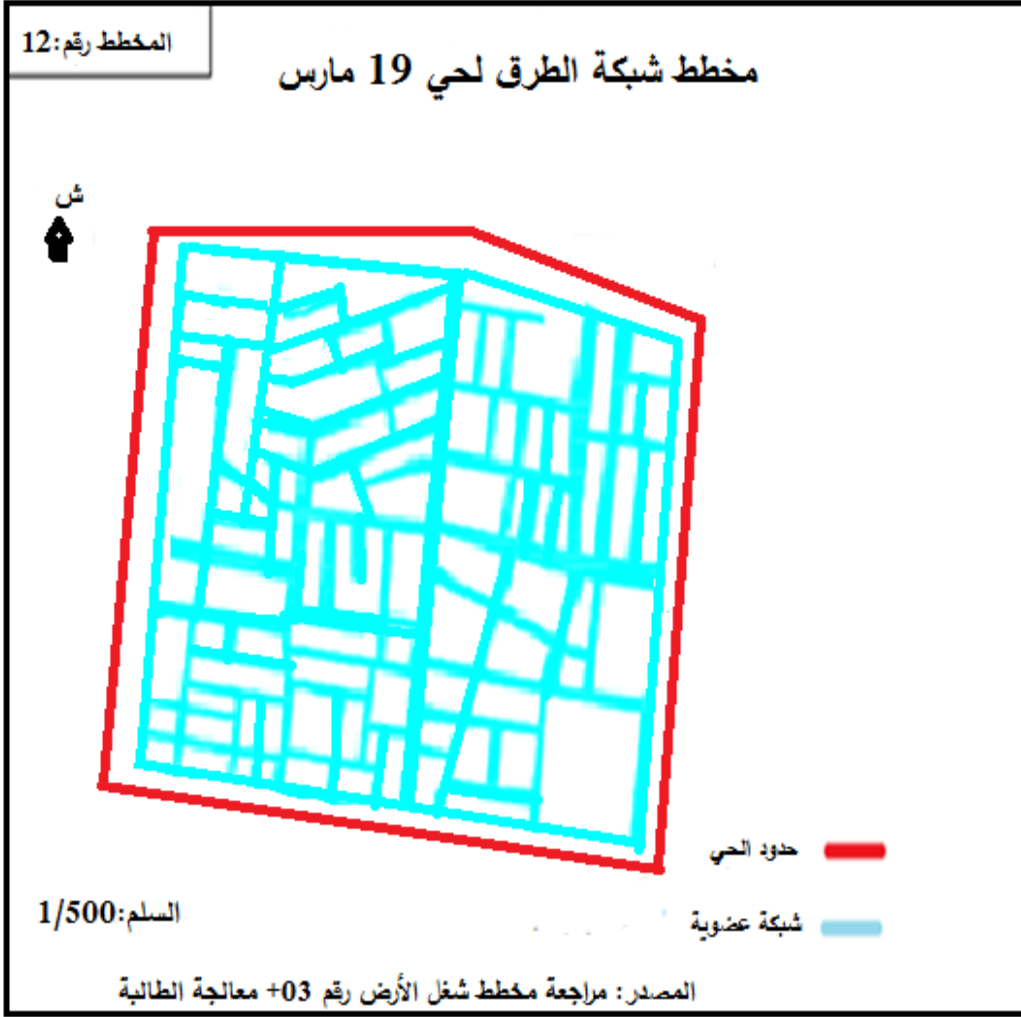 المخطط رقم:12
مخطط شبكة الطرق لحي 19 مارس
ش
حدود الحي
شبكة عضوية
السلم:1/500
المصدر: مراجعة مخطط شغل الأرض رقم 03+ معالجة الطالبة